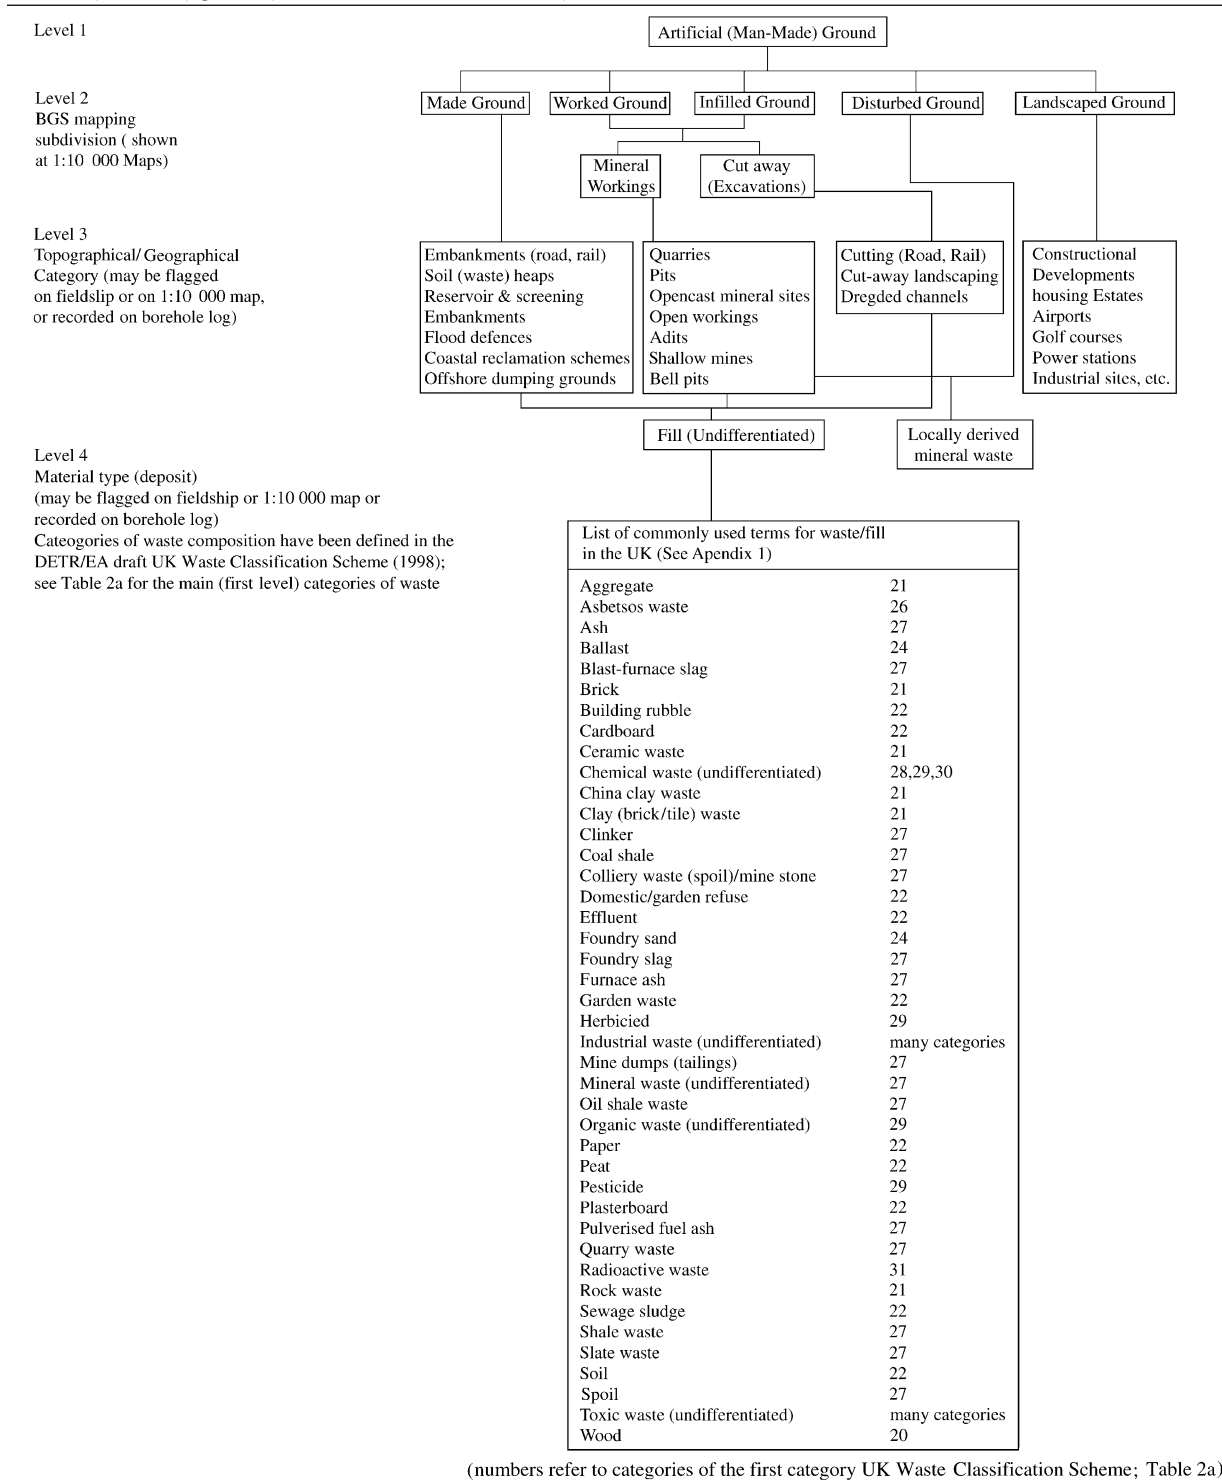 Level 1
Artificial (Man-Made) Ground
Level 2
BGS mapping
subdivision ( shown
at 1:10 000 Maps)
Made Ground
Worked Ground
Infilled Ground
Disturbed Ground
Landscaped Ground
Mineral
Workings
Cut away
(Excavations)
Level 3
Topographical/ Geographical
Category (may be flagged
on fieldslip or on 1:10 000 map,
or recorded on borehole log)
Embankments (road, rail)
Soil (waste) heaps
Reservoir & screening
Embankments
Flood defences
Coastal reclamation schemes
Offshore dumping grounds
Quarries
Pits
Opencast mineral sites
Open workings
Adits
Shallow mines
Bell pits
Cutting (Road, Rail)
Cut-away landscaping
Dregded channels
Constructional
Developments
housing Estates
Airports
Golf courses
Power stations
Industrial sites, etc.
Fill (Undifferentiated)
Locally derived
mineral waste
Level 4
Material type (deposit)
(may be flagged on fieldship or 1:10 000 map or
recorded on borehole log)
Cateogories of waste composition have been defined in the
DETR/EA draft UK Waste Classification Scheme (1998);
see Table 2a for the main (first level) categories of waste
List of commonly used terms for waste/fill
in the UK (See Apendix 1)
Aggregate 21
Asbetsos waste 26
Ash 27
Ballast 24
Blast-furnace slag 27
Brick 21
Building rubble 22
Cardboard 22
Ceramic waste 21
Chemical waste (undifferentiated) 28,29,30
China clay waste 21
Clay (brick/tile) waste 21
Clinker 27
Coal shale 27
Colliery waste (spoil)/mine stone 27
Domestic/garden refuse 22
Effluent 22
Foundry sand 24
Foundry slag 27
Furnace ash 27
Garden waste 22
Herbicied 29
Industrial waste (undifferentiated) many categories
Mine dumps (tailings) 27
Mineral waste (undifferentiated) 27
Oil shale waste 27
Organic waste (undifferentiated) 29
Paper 22
Peat 22
Pesticide 29
Plasterboard 22
Pulverised fuel ash 27
Quarry waste 27
Radioactive waste 31
Rock waste 21
Sewage sludge 22
Shale waste 27
Slate waste 27
Soil 22
Spoil 27
Toxic waste (undifferentiated) many categories
Wood 20
(numbers refer to categories of the first category UK Waste Classification Scheme; Table 2a)